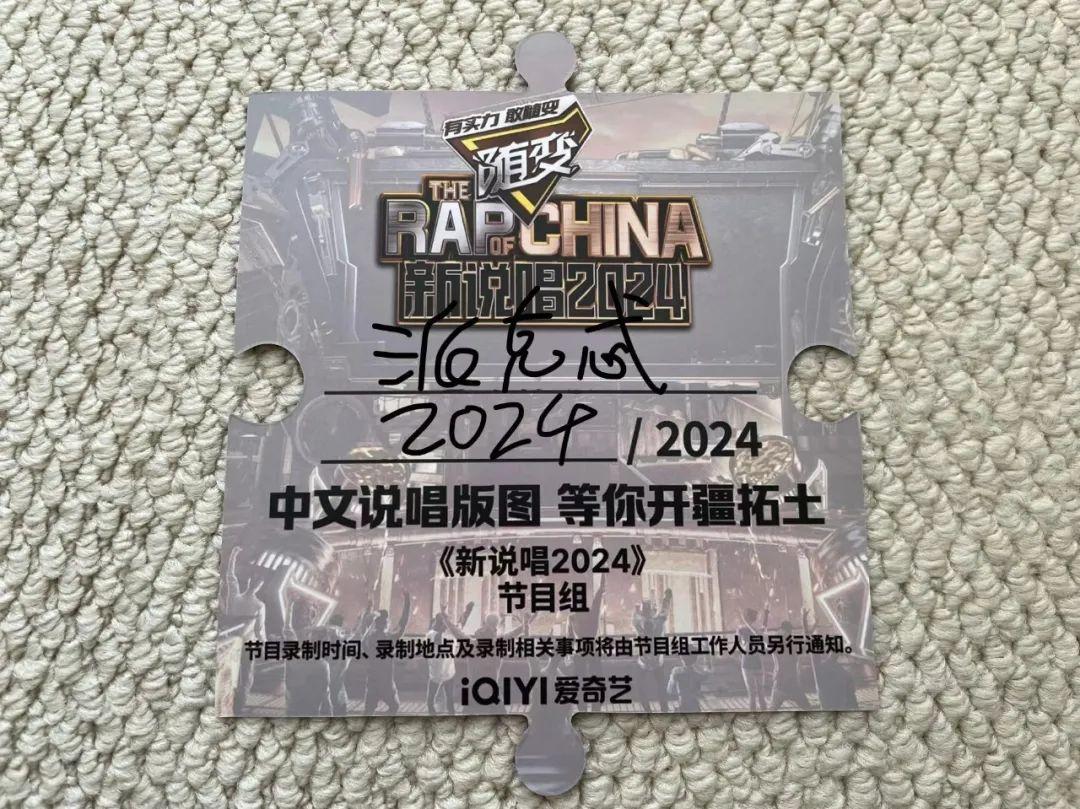 有实力 敢随变
随变
THE
RAP OF CHINA
新说唱2024
派克忒
2024 / 2024
中文说唱版图 等你开疆拓土
《新说唱2024》
节目组
节目录制时间、录制地点及录制相关事项将由节目组工作人员另行通知。
iQIYI 爱奇艺